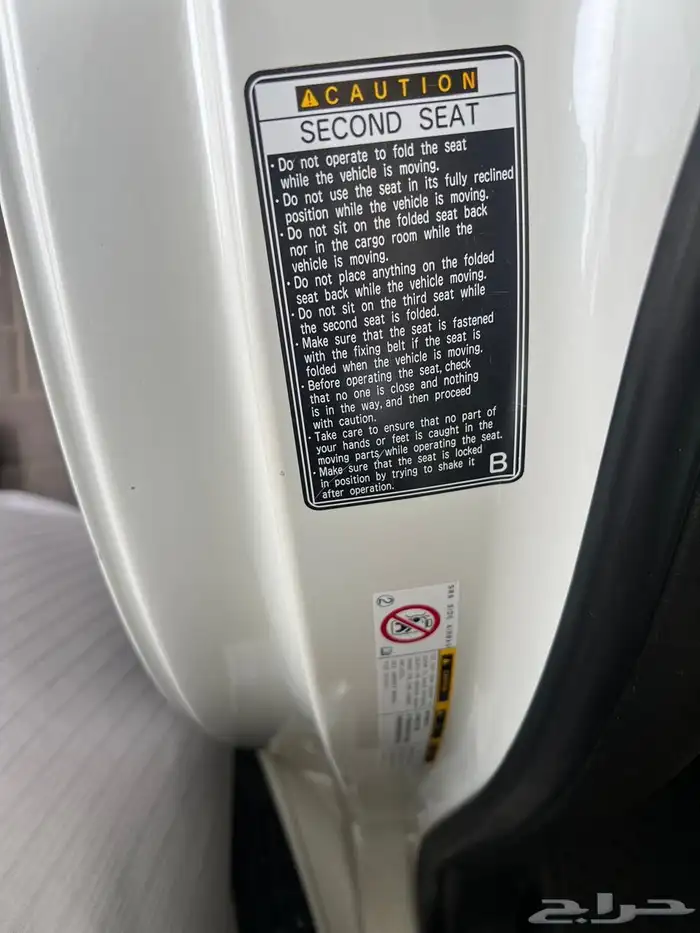 CAUTION
SECOND SEAT
· Do not operate to fold the seat
while the vehicle is moving.
· Do not use the seat in its fully reclined
position while the vehicle is moving.
· Do not sit on the folded seat back
nor in the cargo room while the
vehicle is moving.
· Do not place anything on the folded
seat back while the vehicle moving.
· Do not sit on the third seat while
the second seat is folded.
· Make sure that the seat is fastened
with the fixing belt if the seat is
folded when the vehicle is moving.
· Before operating the seat, check
that no one is close and nothing
is in the way, and then proceed
with caution.
· Take care to ensure that no part of
your hands or feet is caught in the
moving parts while operating the seat.
· Make sure that the seat is locked
in position by trying to shake it
after operation.
B
SRS SIDE AIRBAG
2
حراج